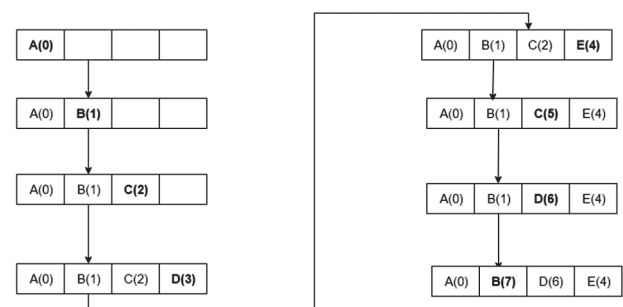 A(0)
A(0) B(1)
A(0) B(1) C(2)
A(0) B(1) C(2) D(3)
A(0) B(1) C(2) E(4)
A(0) B(1) C(5) E(4)
A(0) B(1) D(6) E(4)
A(0) B(7) D(6) E(4)